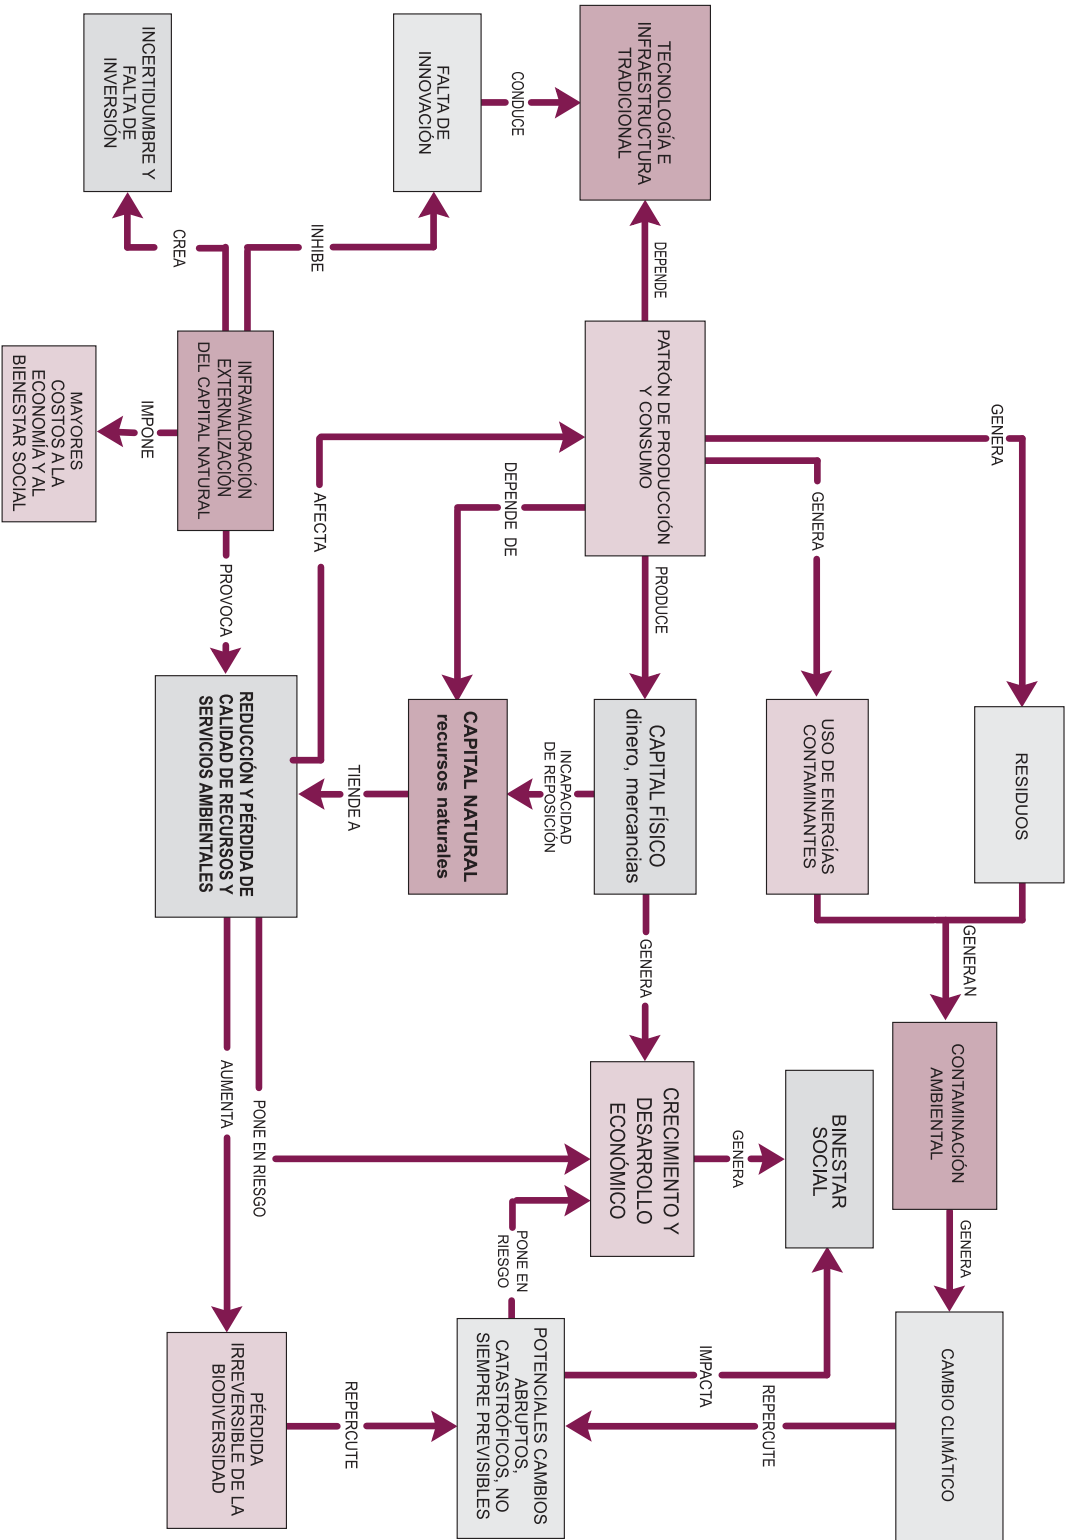 GENERA
RESIDUOS
GENERAN
CONTAMINACIÓN
AMBIENTAL
GENERA
CAMBIO CLIMÁTICO
GENERA
USO DE ENERGÍAS
CONTAMINANTES
BINESTAR
SOCIAL
REPERCUTE
GENERA
IMPACTA
TECNOLOGÍA E
INFRAESTRUCTURA
TRADICIONAL
DEPENDE
PATRÓN DE PRODUCCIÓN
Y CONSUMO
PRODUCE
CAPITAL FÍSICO
dinero, mercancias
GENERA
CRECIMIENTO Y
DESARROLLO
ECONÓMICO
CONDUCE
DEPENDE DE
INCAPACIDAD
DE REPOSICIÓN
PONE EN
RIESGO
FALTA DE
INNOVACIÓN
CAPITAL NATURAL
recursos naturales
POTENCIALES CAMBIOS
ABRUPTOS,
CATASTRÓFICOS, NO
SIEMPRE PREVISIBLES
INHIBE
AFECTA
TIENDE A
REPERCUTE
CREA
INFRAVALORACIÓN
EXTERNALIZACIÓN
DEL CAPITAL NATURAL
PROVOCA
REDUCCIÓN Y PÉRDIDA DE
CALIDAD DE RECURSOS Y
SERVICIOS AMBIENTALES
PONE EN RIESGO
AUMENTA
PÉRDIDA
IRREVERSIBLE DE LA
BIODIVERSIDAD
INCERTIDUMBRE Y
FALTA DE
INVERSIÓN
IMPONE
MAYORES
COSTOS A LA
ECONOMÍA Y AL
BIENESTAR SOCIAL